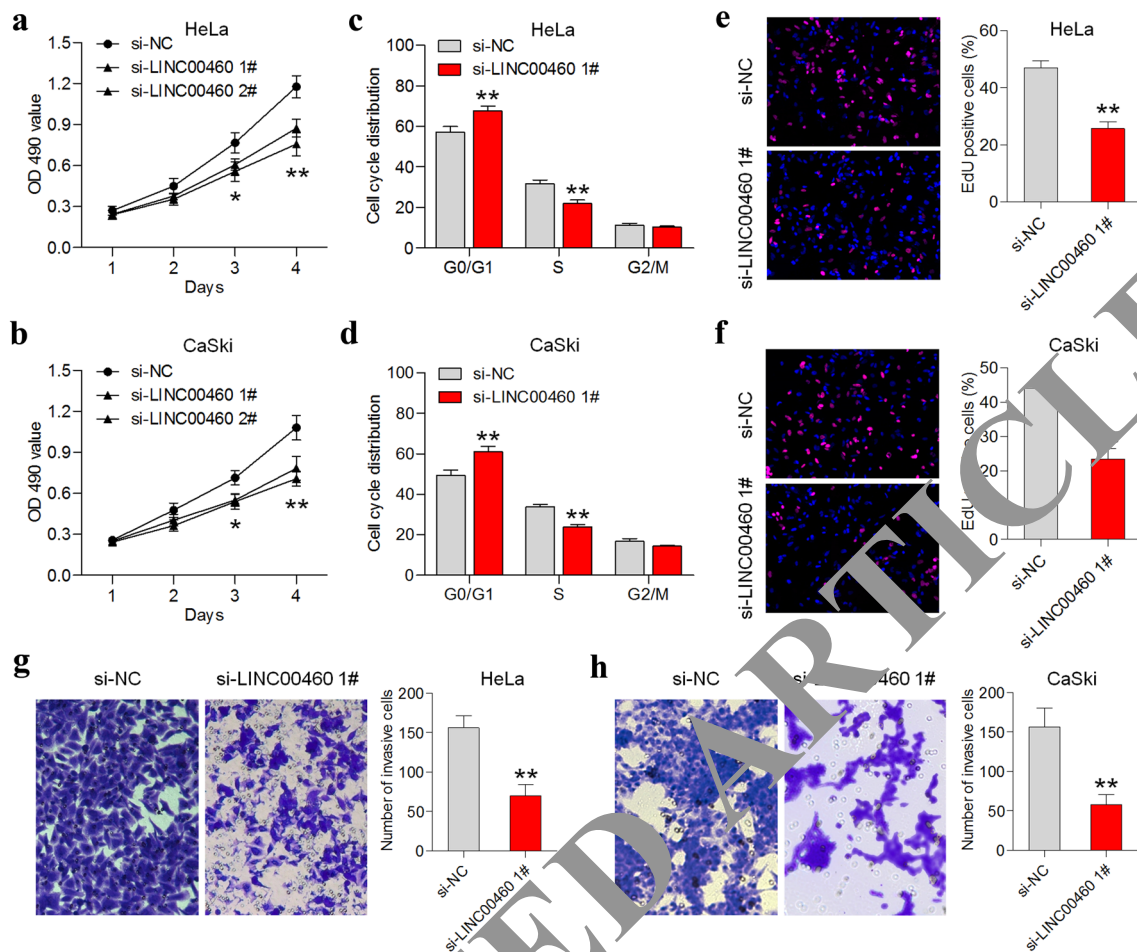 a
HeLa
si-NC
si-LINC00460 1#
si-LINC00460 2#
OD 490 value
1.5
1.2
0.9
0.6
0.3
0.0
*
**
1
2
3
4
Days
b
CaSki
si-NC
si-LINC00460 1#
si-LINC00460 2#
OD 490 value
1.5
1.2
0.9
0.6
0.3
0.0
*
**
1
2
3
4
Days
c
HeLa
si-NC
si-LINC00460 1#
Cell cycle distribution
100
80
60
40
20
0
**
**
G0/G1
S
G2/M
d
CaSki
si-NC
si-LINC00460 1#
Cell cycle distribution
100
80
60
40
20
0
**
**
G0/G1
S
G2/M
e
si-NC
si-LINC00460 1#
HeLa
EdU positive cells (%)
60
40
20
0
**
si-NC
si-LINC00460 1#
f
si-NC
si-LINC00460 1#
CaSki
cells (%)
EdU
si-NC
si-LINC00460 1#
g
si-NC
si-LINC00460 1#
HeLa
Number of invasive cells
200
150
100
50
0
**
si-NC
si-LINC00460 1#
h
si-NC
1#
CaSki
Number of invasive cells
200
150
100
50
0
**
si-NC
si-LINC00460 1#
ED ARTICLE